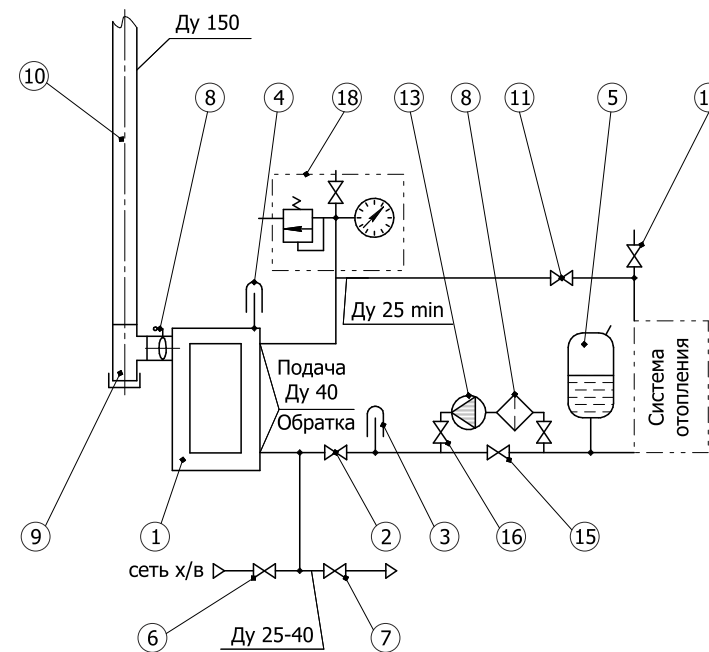 Ду 150
10
8
4
18
13
8
11
5
1
Ду 25 min
Подача
Ду 40
Обратка
Система
отопления
9
1
2
3
16
15
сеть х/в
6
Ду 25-40
7